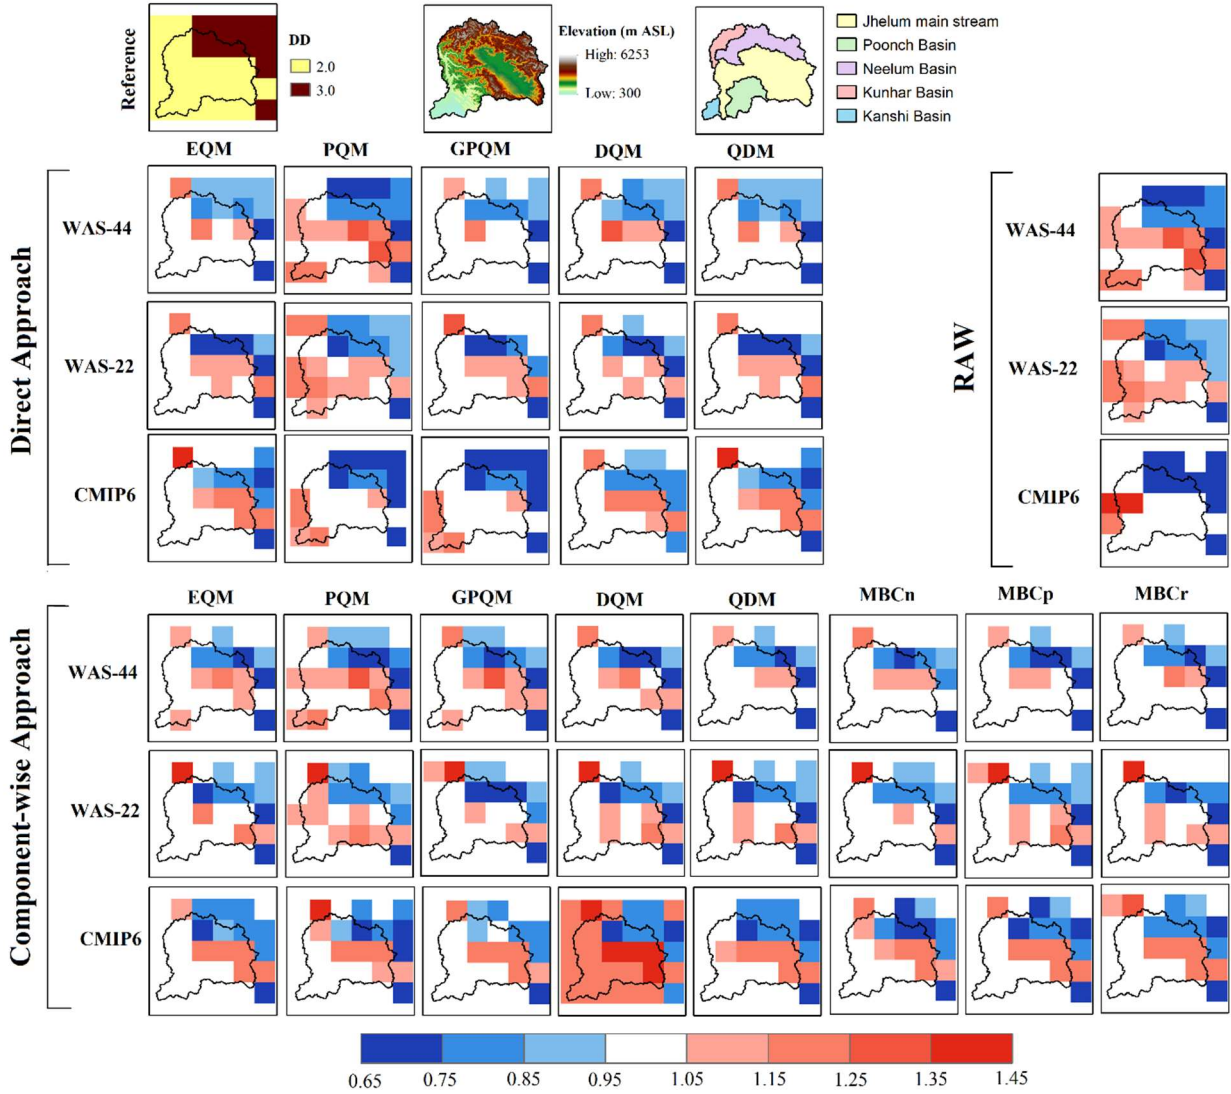 Reference
DD
2.0
3.0
Elevation (m ASL)
High: 6253
Low: 300
Jhelum main stream
Poonch Basin
Neelum Basin
Kunhar Basin
Kanshi Basin
EQM PQM GPQM DQM QDM
Direct Approach
WAS-44
WAS-22
CMIP6
RAW
WAS-44
WAS-22
CMIP6
EQM PQM GPQM DQM QDM MBCn MBCp MBCr
Component-wise Approach
WAS-44
WAS-22
CMIP6
0.65 0.75 0.85 0.95 1.05 1.15 1.25 1.35 1.45